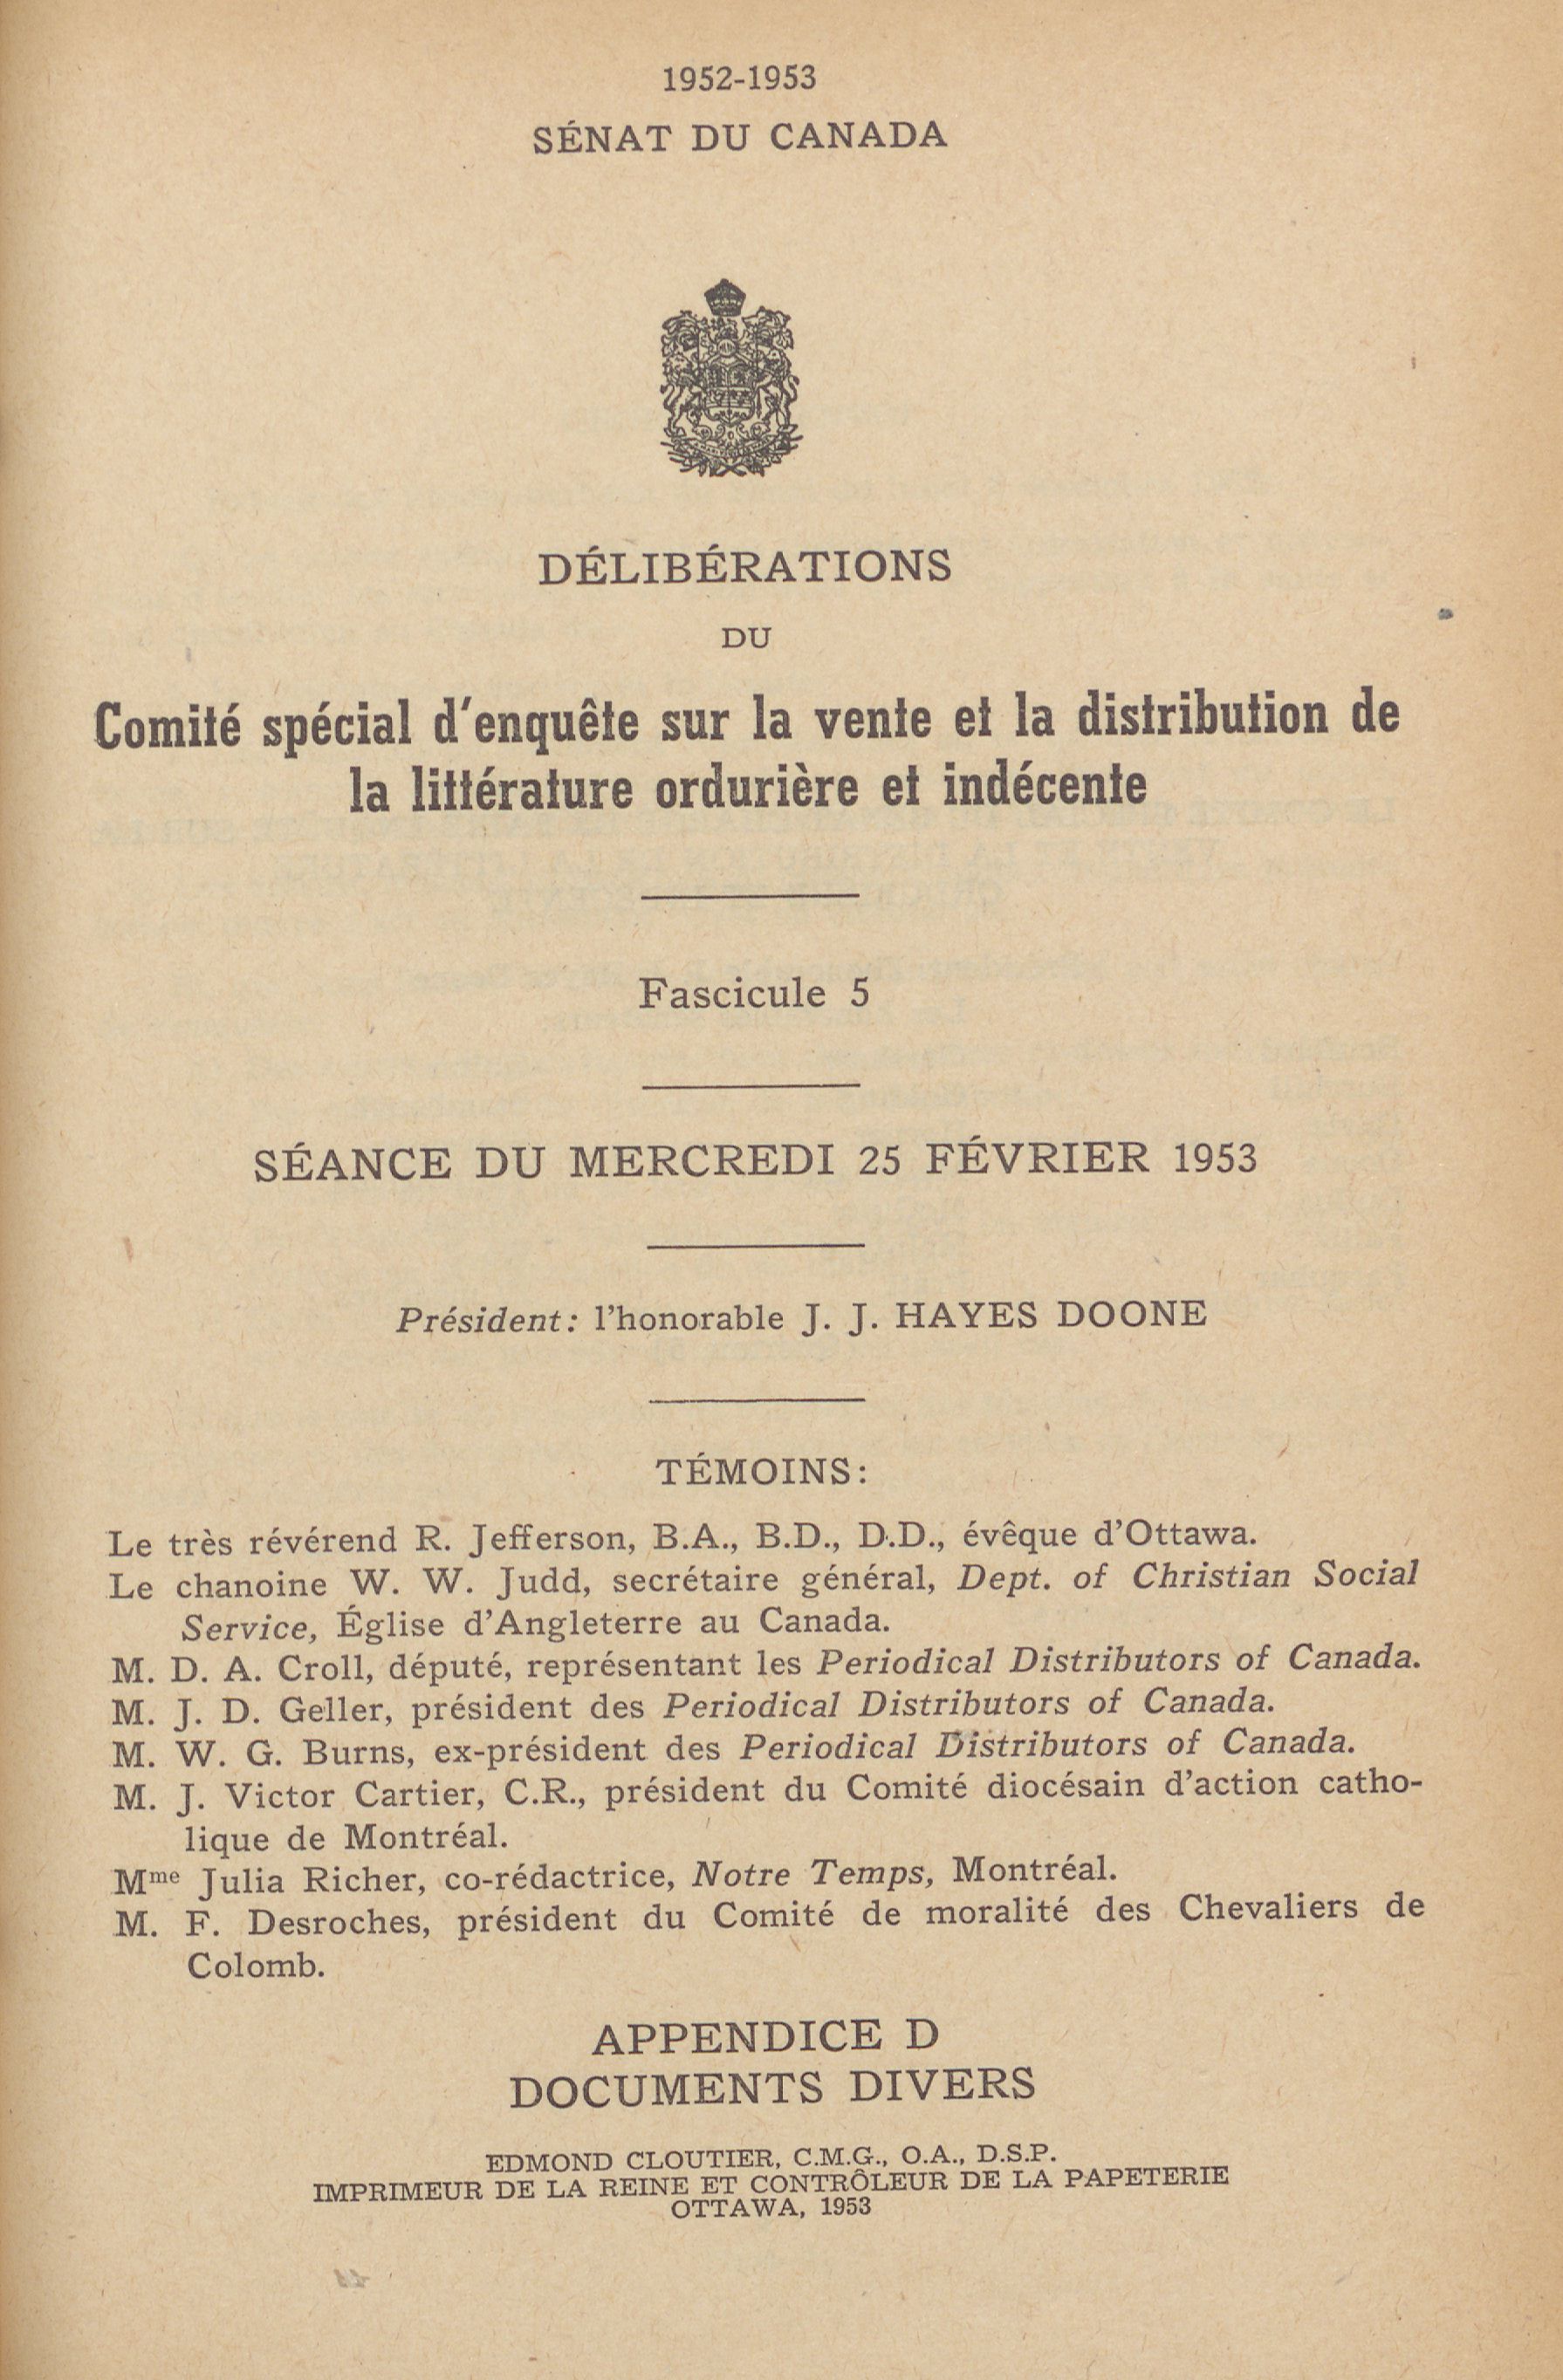 1952-1953
SÉNAT DU CANADA
DÉLIBÉRATIONS
DU
Comité spécial d'enquête sur la vente et la distribution de
la littérature ordurière et indécente
Fascicule 5
SÉANCE DU MERCREDI 25 FÉVRIER 1953
Président: l'honorable J. J. HAYES DOONE
TÉMOINS:
Le très révérend R. Jefferson, B.A., B.D., D.D., évêque d'Ottawa.
Le chanoine W. W. Judd, secrétaire général, Dept. of Christian Social
Service, Église d'Angleterre au Canada.
M. D. A. Croll, député, représentant les Periodical Distributors of Canada.
M. J. D. Geller, président des Periodical Distributors of Canada.
M. W. G. Burns, ex-président des Periodical Distributors of Canada.
M. J. Victor Cartier, C.R., président du Comité diocésain d'action catho-
lique de Montréal.
Mme Julia Richer, co-rédactrice, Notre Temps, Montréal.
M. F. Desroches, président du Comité de moralité des Chevaliers de
Colomb.
APPENDICE D
DOCUMENTS DIVERS
EDMOND CLOUTIER, C.M.G., O.A., D.S.P.
IMPRIMEUR DE LA REINE ET CONTRÔLEUR DE LA PAPETERIE
OTTAWA, 1953